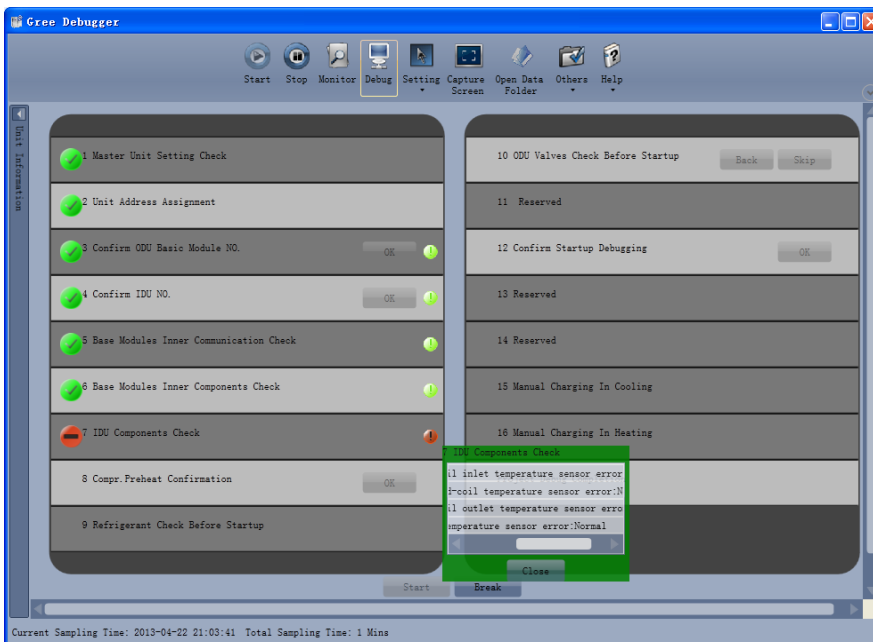 Gree Debugger
Start Stop Monitor Debug Setting Capture Screen Open Data Folder Others Help
Unit Information
1 Master Unit Setting Check
2 Unit Address Assignment
3 Confirm ODU Basic Module NO. OK
4 Confirm IDU NO. OK
5 Base Modules Inner Communication Check
6 Base Modules Inner Components Check
7 IDU Components Check
8 Compr.Preheat Confirmation OK
9 Refrigerant Check Before Startup
10 ODU Valves Check Before Startup Back Skip
11 Reserved
12 Confirm Startup Debugging OK
13 Reserved
14 Reserved
15 Manual Charging In Cooling
16 Manual Charging In Heating
7 IDU Components Check
il inlet temperature sensor error
d-coil temperature sensor error:N
il outlet temperature sensor erro
emperature sensor error:Normal
Close
Start Break
Current Sampling Time: 2013-04-22 21:03:41 Total Sampling Time: 1 Mins